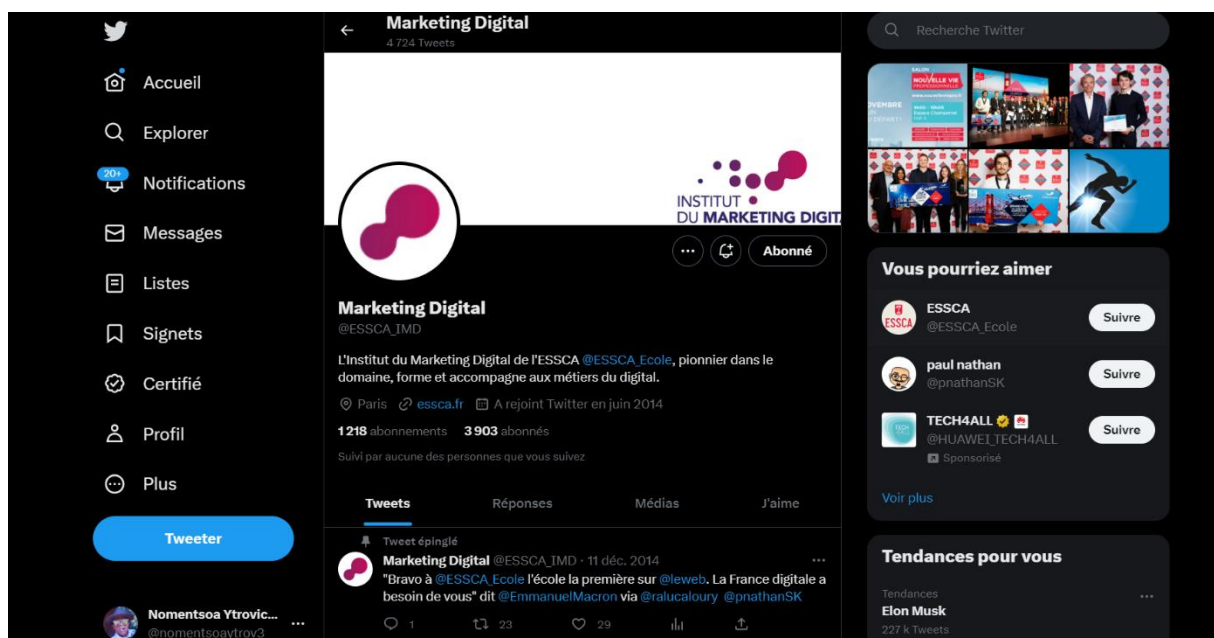 Accueil
Explorer
20+
Notifications
Messages
Listes
Signets
Certifié
Profil
Plus
Tweeter
Nomentsoa Ytrovic...
@nomentsoaytrov3
Marketing Digital
4 724 Tweets
INSTITUT
DU MARKETING DIGIT
Abonné
Marketing Digital
@ESSCA_IMD
L'Institut du Marketing Digital de l'ESSCA @ESSCA_Ecole, pionnier dans le
domaine, forme et accompagne aux métiers du digital.
Paris essca.fr A rejoint Twitter en juin 2014
1 218 abonnements 3 903 abonnés
Suivi par aucune des personnes que vous suivez
Tweets Réponses Médias J'aime
Tweet épinglé
Marketing Digital @ESSCA_IMD · 11 déc. 2014
"Bravo à @ESSCA_Ecole l'école la première sur @leweb. La France digitale a
besoin de vous" dit @EmmanuelMacron via @ralucaloury @pnathanSK
1 23 29
Recherche Twitter
SALON
NOUVELLE VIE
PROFESSIONNELLE
Vous pourriez aimer
ESSCA
ESSCA
@ESSCA_Ecole
Suivre
paul nathan
@pnathanSK
Suivre
TECH4ALL
@HUAWEI_TECH4ALL
Sponsorisé
Suivre
Voir plus
Tendances pour vous
Tendances
Elon Musk
227 k Tweets